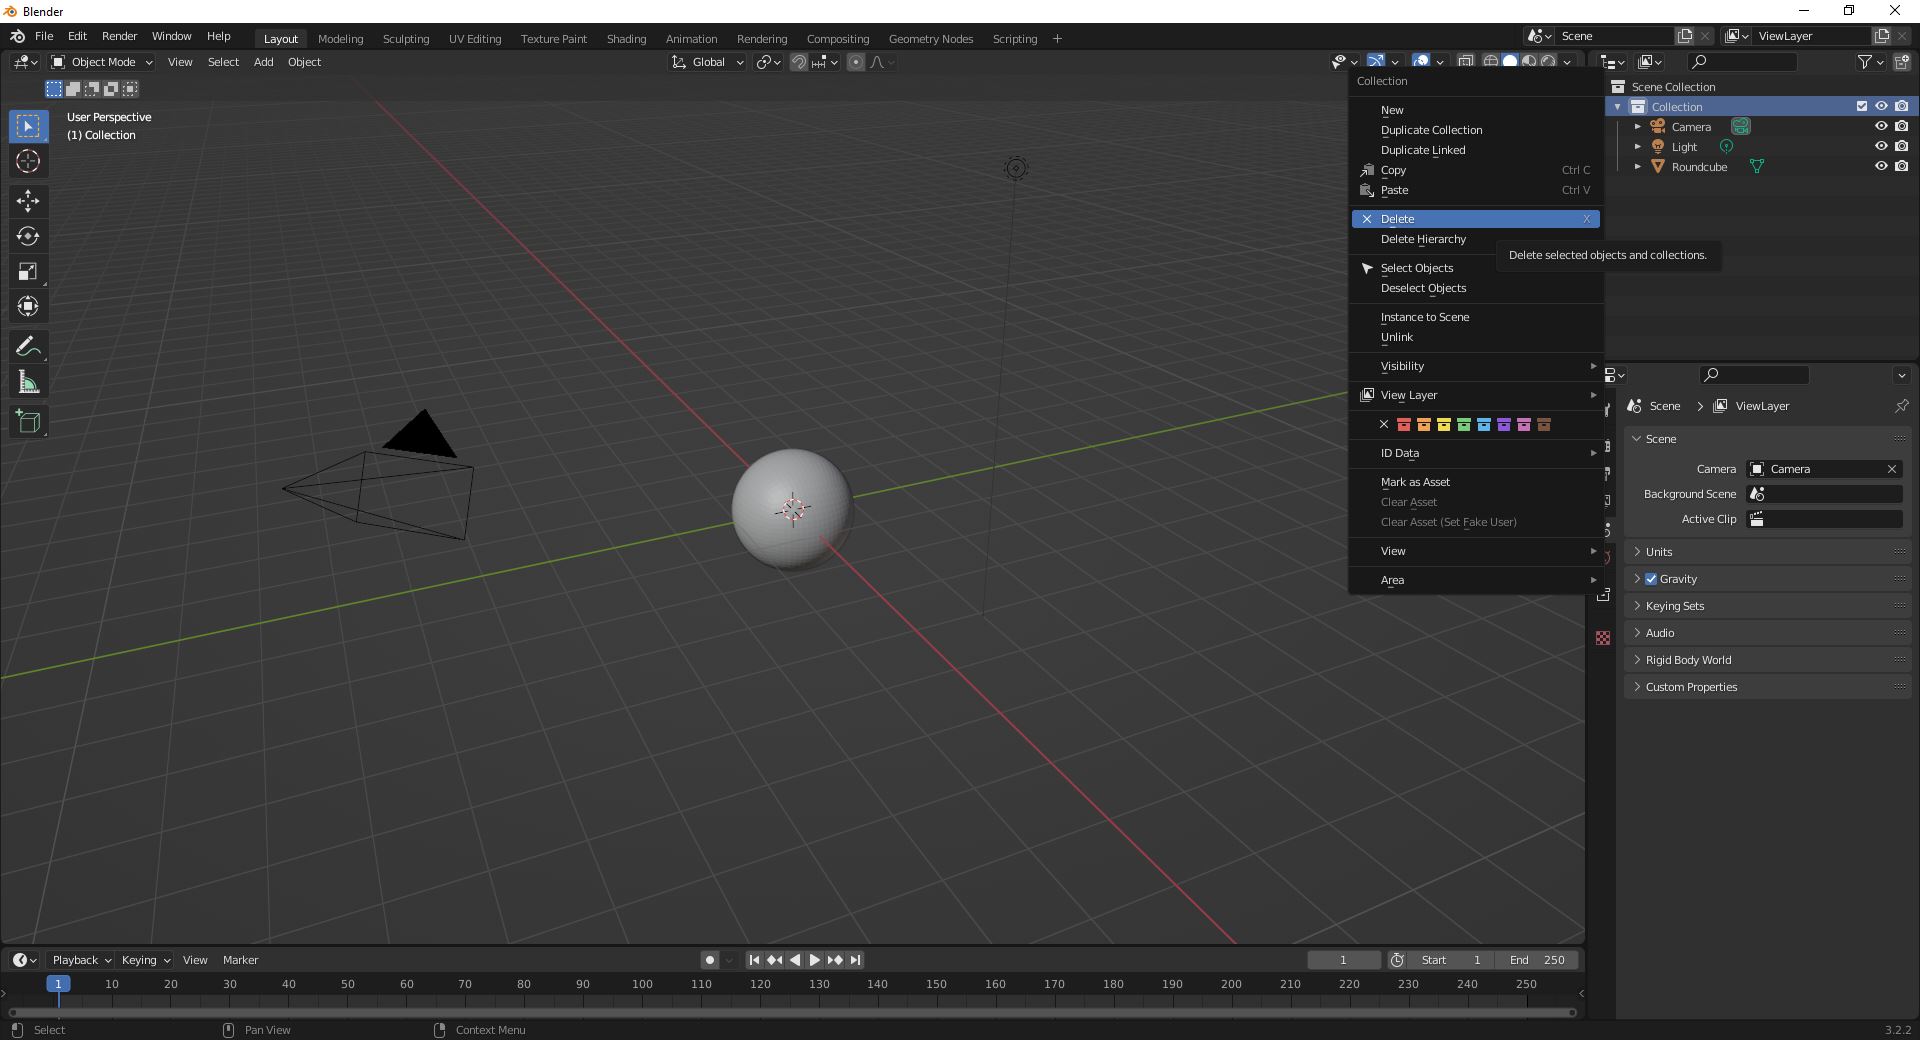 Blender
File Edit Render Window Help
Layout Modeling Sculpting UV Editing Texture Paint Shading Animation Rendering Compositing Geometry Nodes Scripting +
Scene
ViewLayer
Object Mode View Select Add Object
Global
User Perspective
(1) Collection
Collection
New
Duplicate Collection
Duplicate Linked
Copy Ctrl C
Paste Ctrl V
Delete X
Delete Hierarchy
Delete selected objects and collections.
Select Objects
Deselect Objects
Instance to Scene
Unlink
Visibility
View Layer
ID Data
Mark as Asset
Clear Asset
Clear Asset (Set Fake User)
View
Area
Scene Collection
Collection
Camera
Light
Roundcube
Scene ViewLayer
Scene
Camera Camera
Background Scene
Active Clip
Units
Gravity
Keying Sets
Audio
Rigid Body World
Custom Properties
Playback Keying View Marker
1 Start 1 End 250
1 10 20 30 40 50 60 70 80 90 100 110 120 130 140 150 160 170 180 190 200 210 220 230 240 250
Select Pan View Context Menu
3.2.2